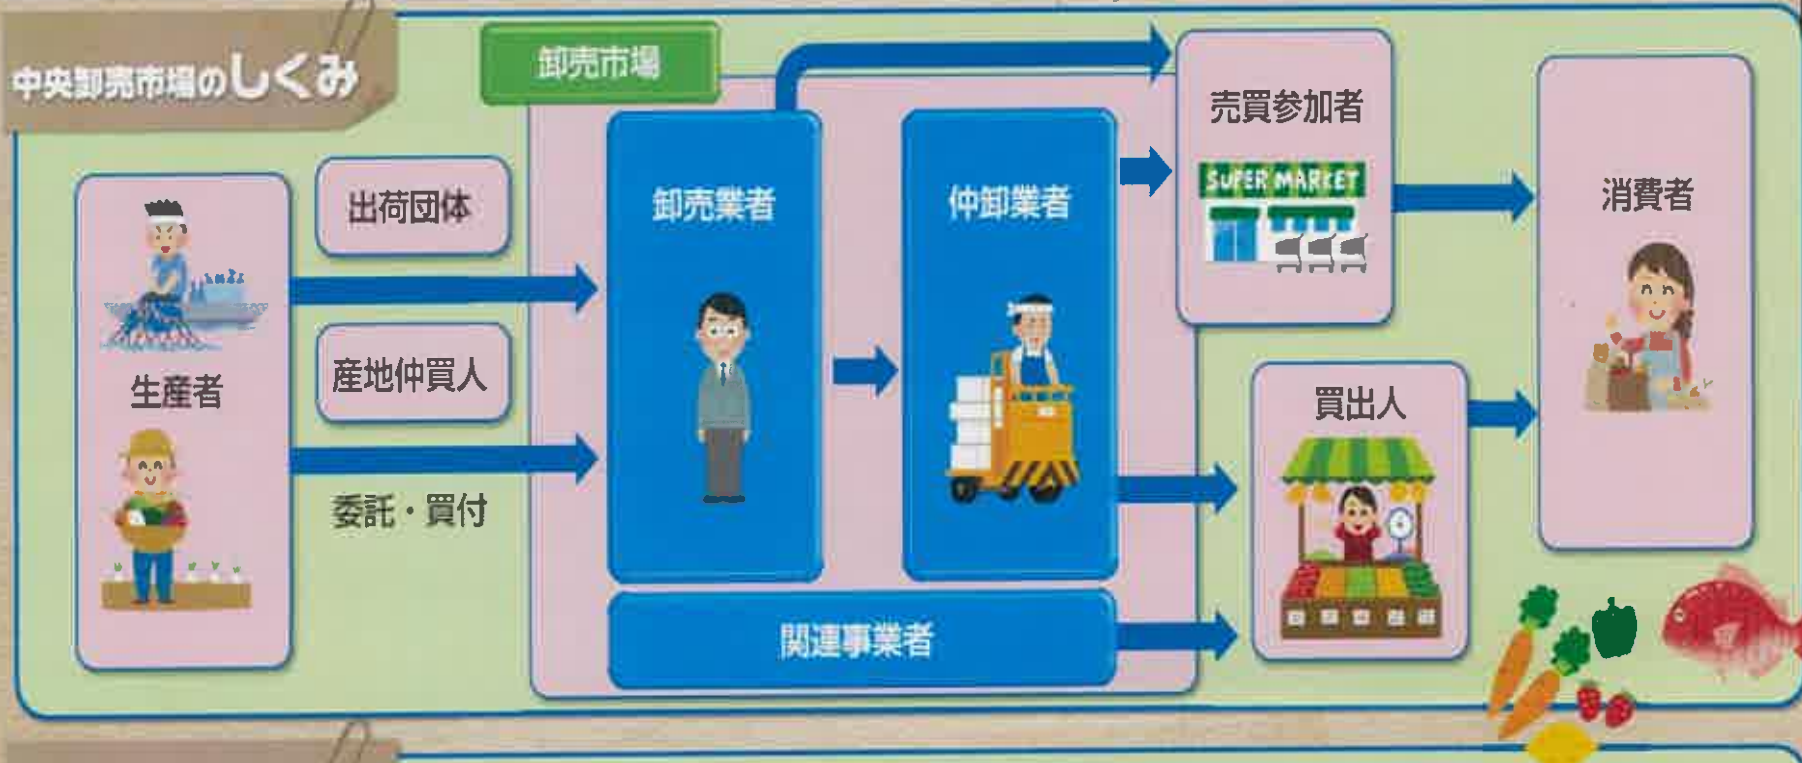 中央卸売市場のしくみ
卸売市場
生産者
出荷団体
産地仲買人
委託・買付
卸売業者
仲卸業者
関連事業者
売買参加者
SUPER MARKET
買出人
消費者